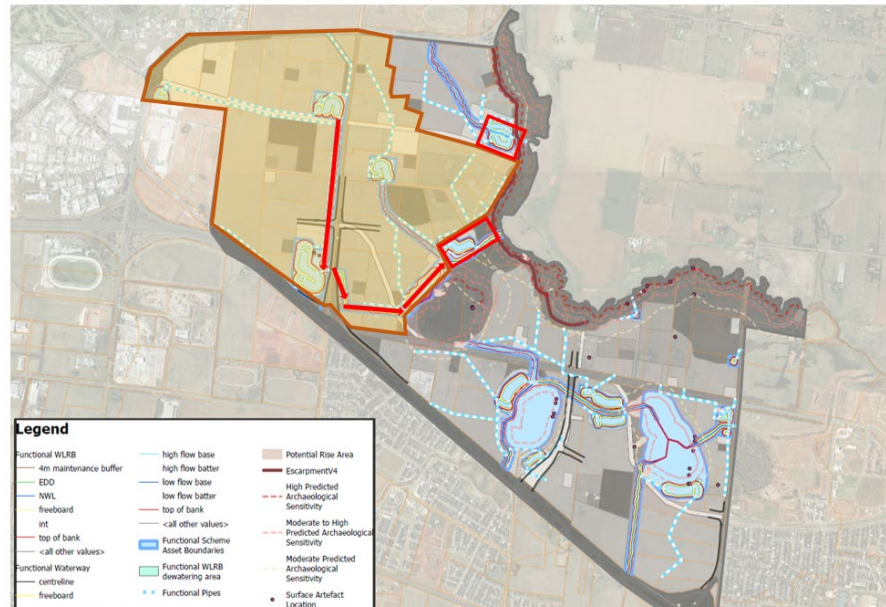 Legend
Functional WLRB
4m maintenance buffer
EDD
NWL
freeboard
int
top of bank
<all other values>
Functional Waterway
centreline
freeboard
high flow base
high flow batter
low flow base
low flow batter
top of bank
<all other values>
Functional Scheme
Asset Boundaries
Functional WLRB
dewatering area
Functional Pipes
Potential Rise Area
EscarpmentV4
High Predicted
Archaeological
Sensitivity
Moderate to High
Predicted Archaeological
Sensitivity
Moderate Predicted
Archaeological
Sensitivity
Surface Artefact
Location